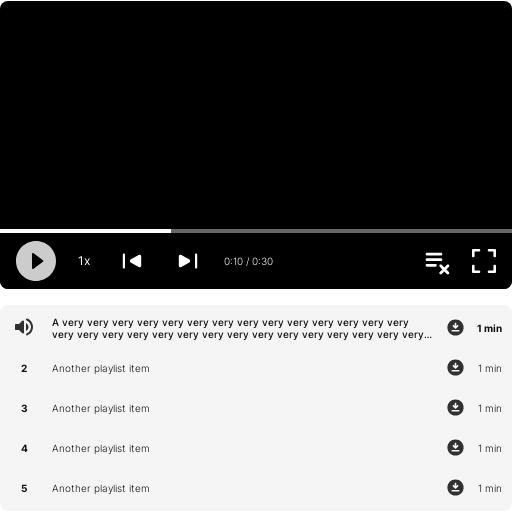 1x
0:10 / 0:30
A very very very very very very very very very very very very very very
very very very very very very very very very very very very very very very...
1 min
2 Another playlist item 1 min
3 Another playlist item 1 min
4 Another playlist item 1 min
5 Another playlist item 1 min